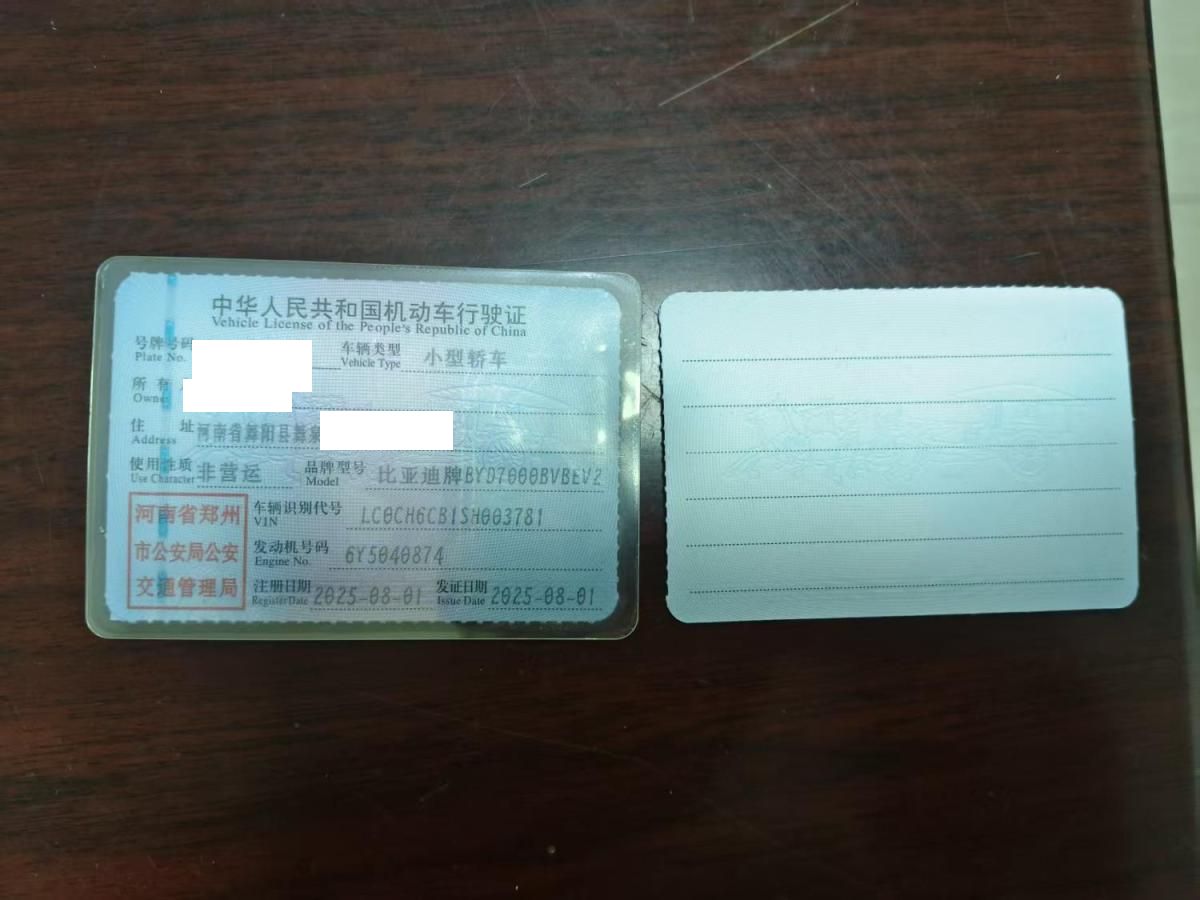 中华人民共和国机动车行驶证
Vehicle License of the People's Republic of China
号牌号码 车辆类型 小型轿车
Plate No. Vehicle Type
所有
Owne
住址 河南省舞阳县舞泉
Address
使用性质 非营运 品牌型号 比亚迪牌BYD7000BVBEV2
Use Character Model
河南省郑州 车辆识别代号 LC0CH6CB1SH003781
VIN
市公安局公安 发动机号码 6Y5040874
Engine No.
交通管理局 注册日期 2025-08-01 发证日期 2025-08-01
Register Date Issue Date